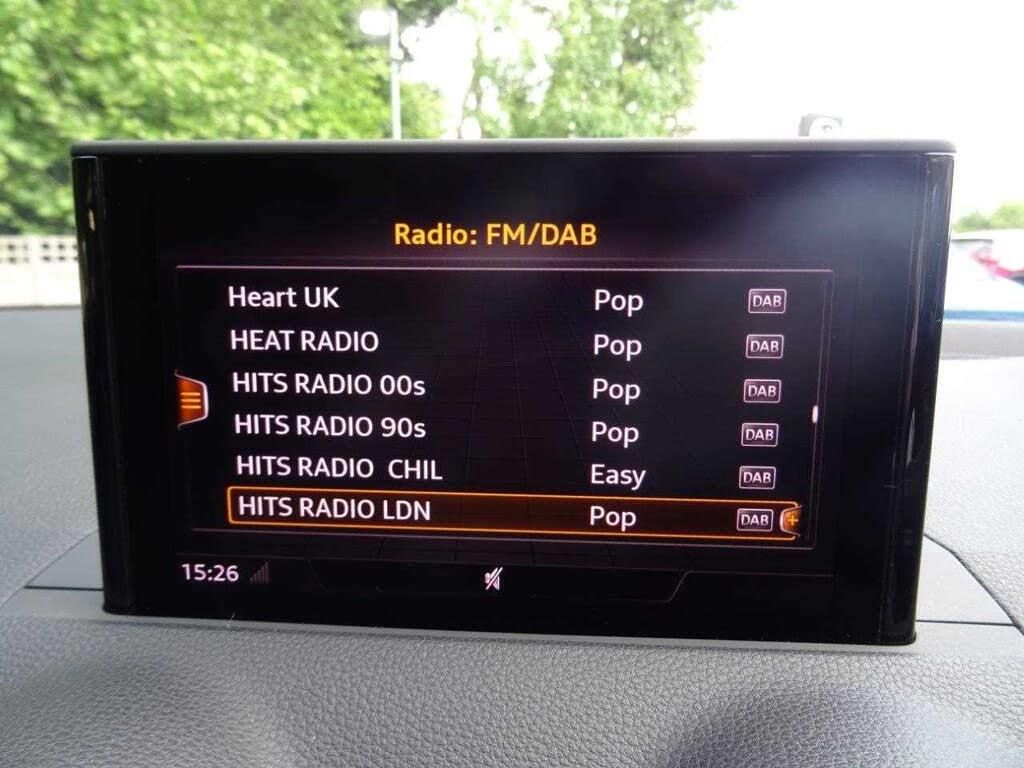 Radio: FM/DAB
Heart UK Pop DAB
HEAT RADIO Pop DAB
HITS RADIO 00s Pop DAB
HITS RADIO 90s Pop DAB
HITS RADIO CHIL Easy DAB
HITS RADIO LDN Pop DAB +
15:26